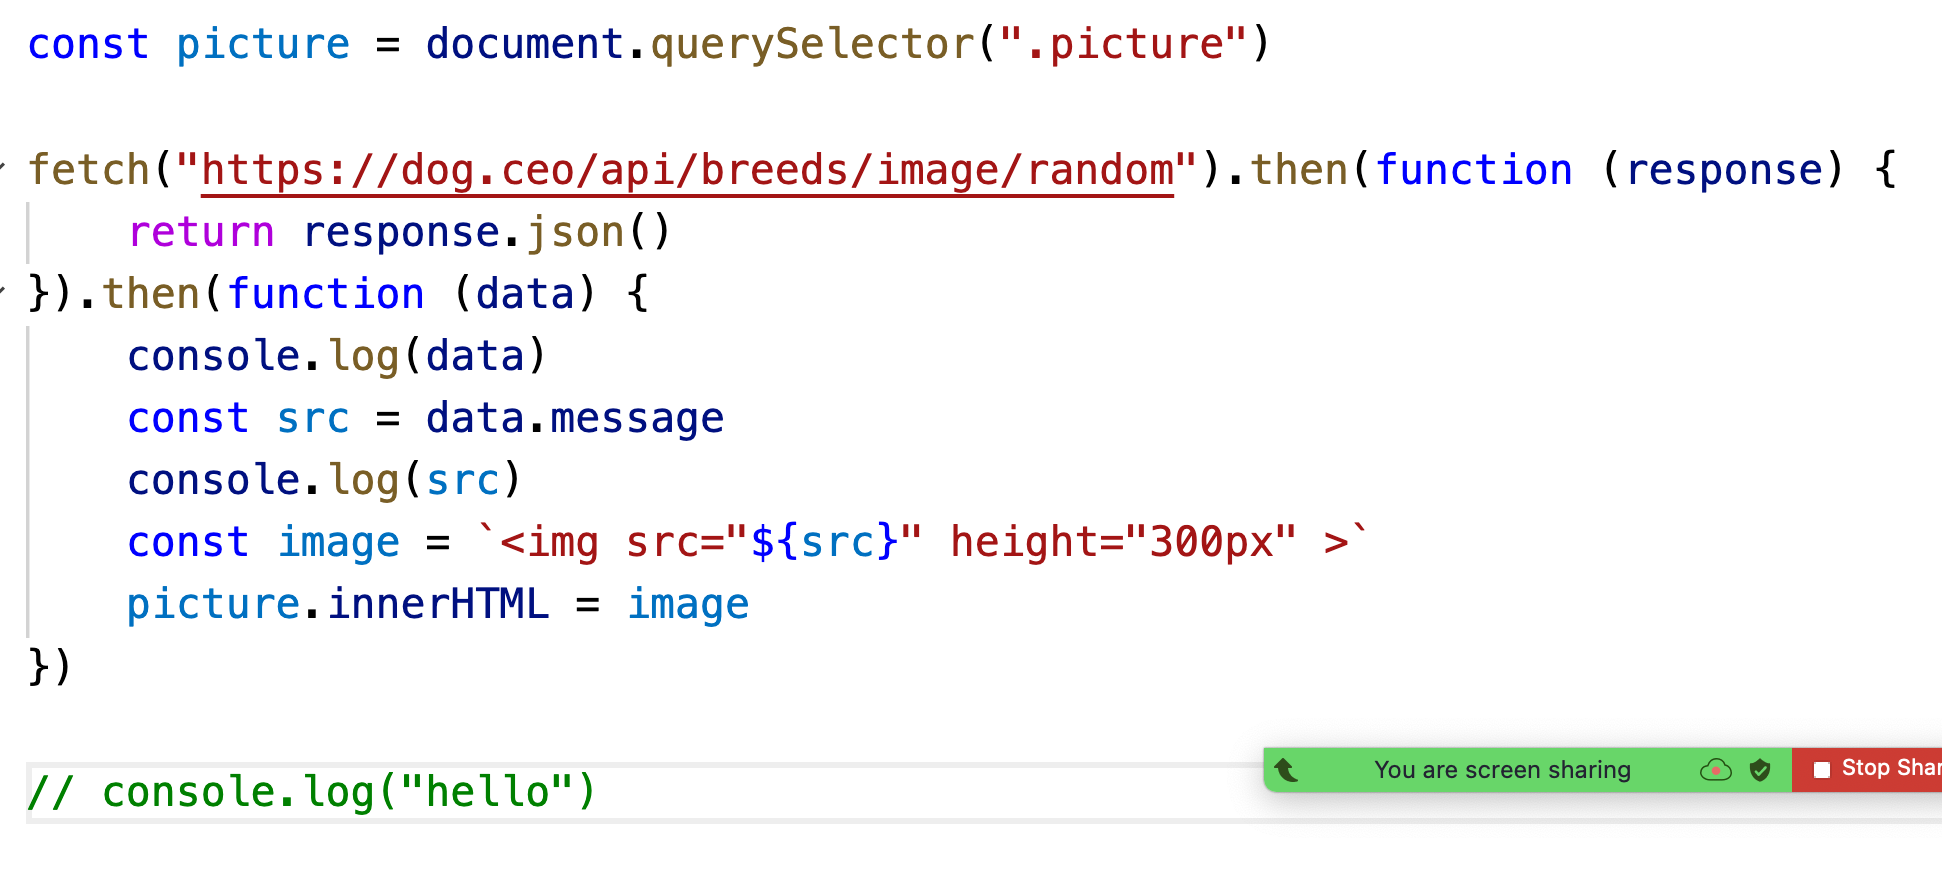 const picture = document.querySelector(".picture")
fetch("https://dog.ceo/api/breeds/image/random").then(function (response) {
    return response.json()
}).then(function (data) {
    console.log(data)
    const src = data.message
    console.log(src)
    const image = `<img src="${src}" height="300px" >`
    picture.innerHTML = image
})
You are screen sharing
Stop Shar
// console.log("hello")